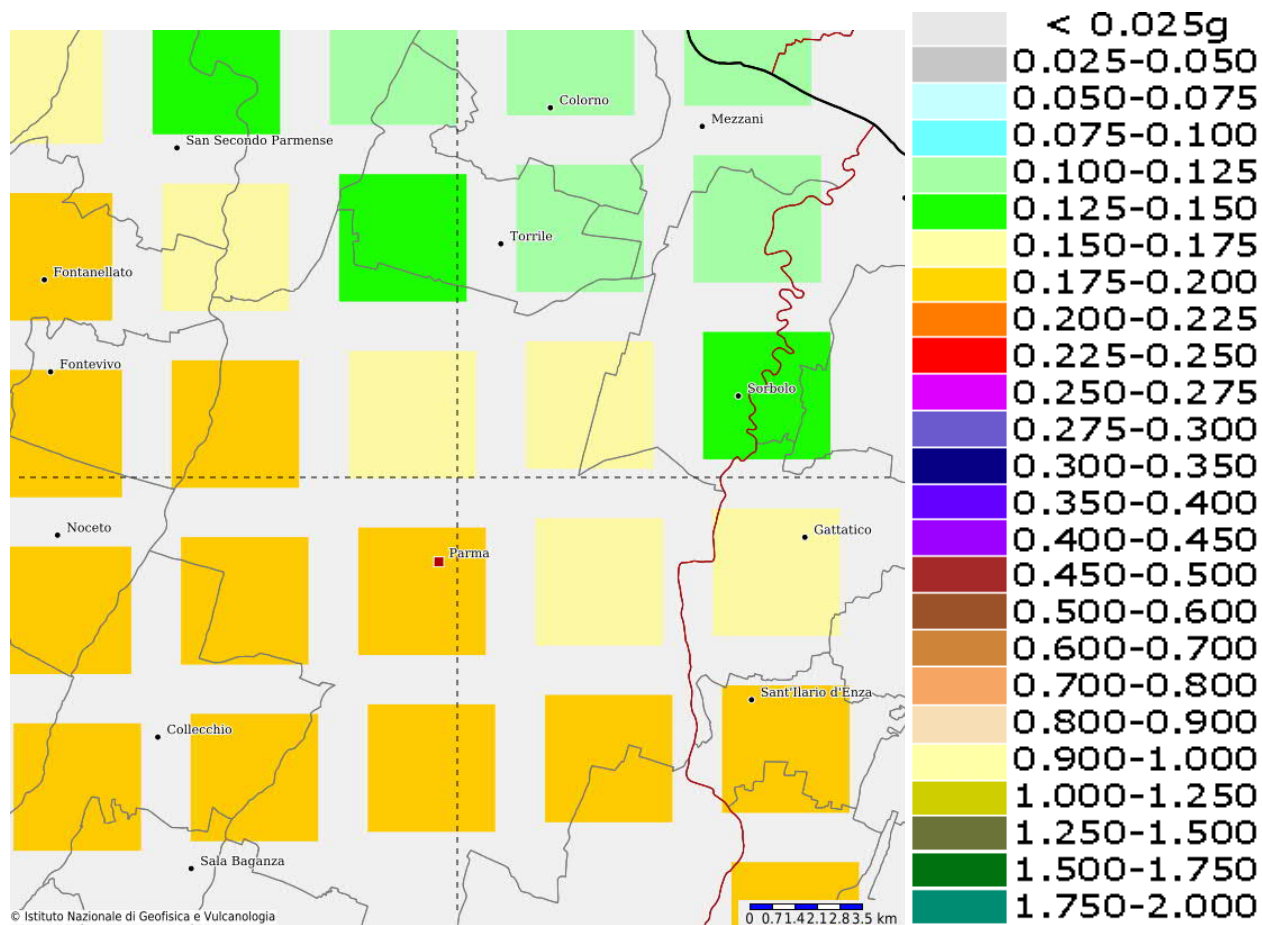 Colorno
Mezzani
San Secondo Parmense
Torrile
Fontanellato
Fontevivo
Sorbolo
Noceto
Gattatico
Parma
Sant'Ilario d'Enza
Collecchio
Sala Baganza
© Istituto Nazionale di Geofisica e Vulcanologia
0 0.71.42.12.83.5 km
< 0.025g
0.025-0.050
0.050-0.075
0.075-0.100
0.100-0.125
0.125-0.150
0.150-0.175
0.175-0.200
0.200-0.225
0.225-0.250
0.250-0.275
0.275-0.300
0.300-0.350
0.350-0.400
0.400-0.450
0.450-0.500
0.500-0.600
0.600-0.700
0.700-0.800
0.800-0.900
0.900-1.000
1.000-1.250
1.250-1.500
1.500-1.750
1.750-2.000